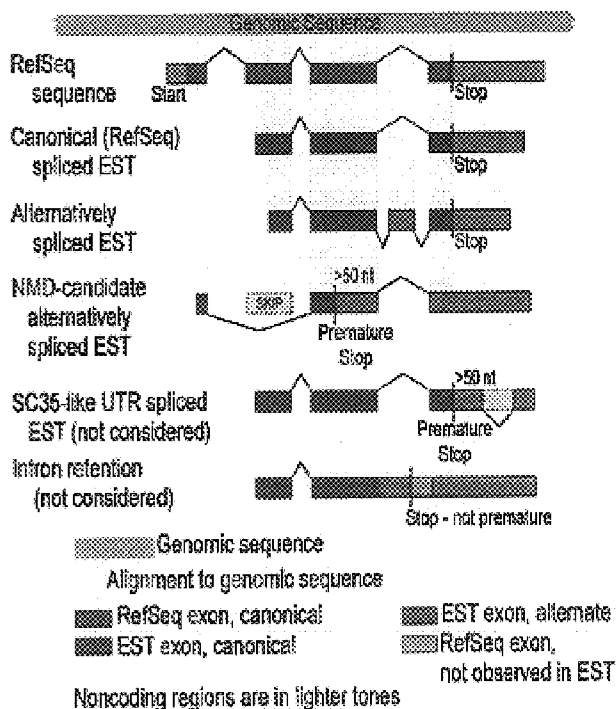 Genomic Sequence
RefSeq
sequence
Start
Stop
Canonical (RefSeq)
spliced EST
Stop
Alternatively
spliced EST
Stop
NMD-candidate
alternatively
spliced EST
SKIP
>50 nt
Premature
Stop
SC35-like UTR spliced
EST (not considered)
>50 nt
Premature
Stop
Intron retention
(not considered)
Stop - not premature
Genomic sequence
Alignment to genomic sequence
RefSeq exon, canonical
EST exon, canonical
EST exon, alternate
RefSeq exon,
not observed in EST
Noncoding regions are in lighter tones